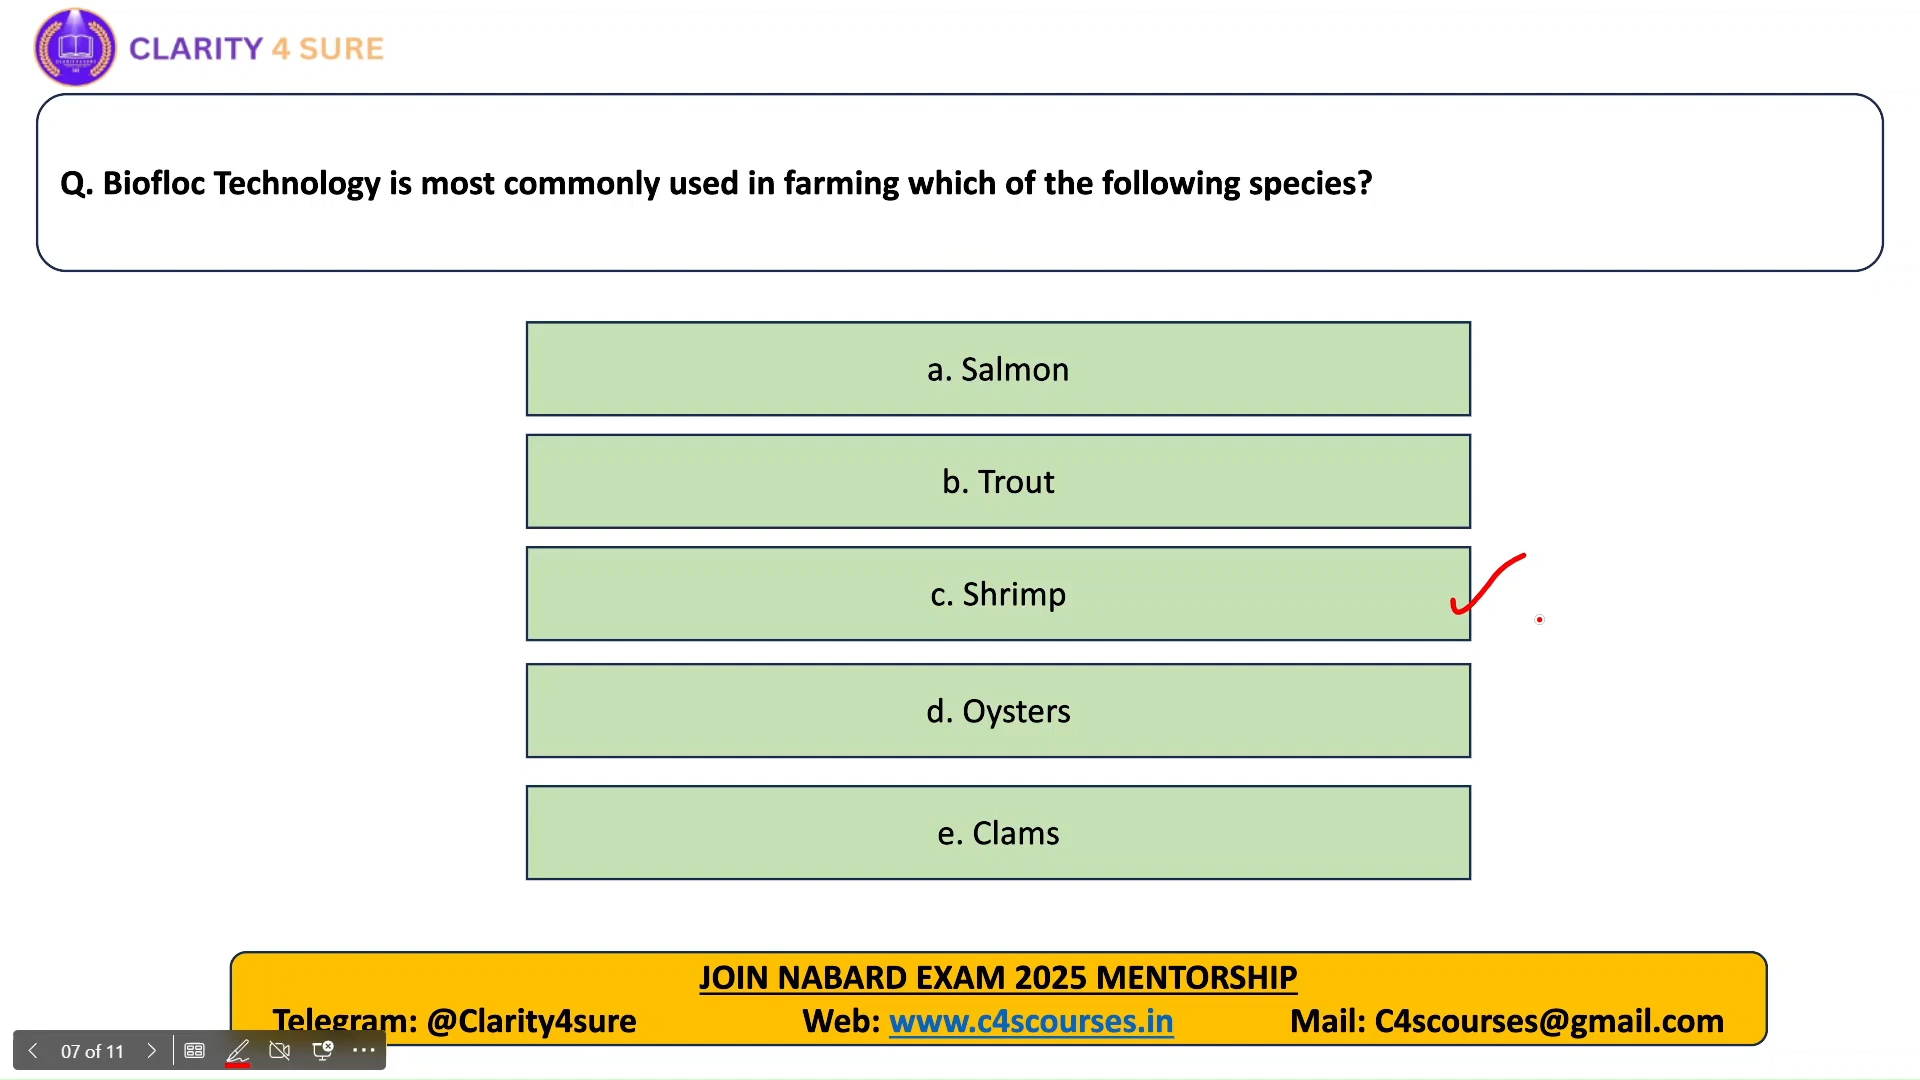 CLARITY 4 SURE
Q. Biofloc Technology is most commonly used in farming which of the following species?
a. Salmon
b. Trout
c. Shrimp
d. Oysters
e. Clams
JOIN NABARD EXAM 2025 MENTORSHIP
Telegram: @Clarity4sure Web: www.c4scourses.in Mail: C4scourses@gmail.com
07 of 11